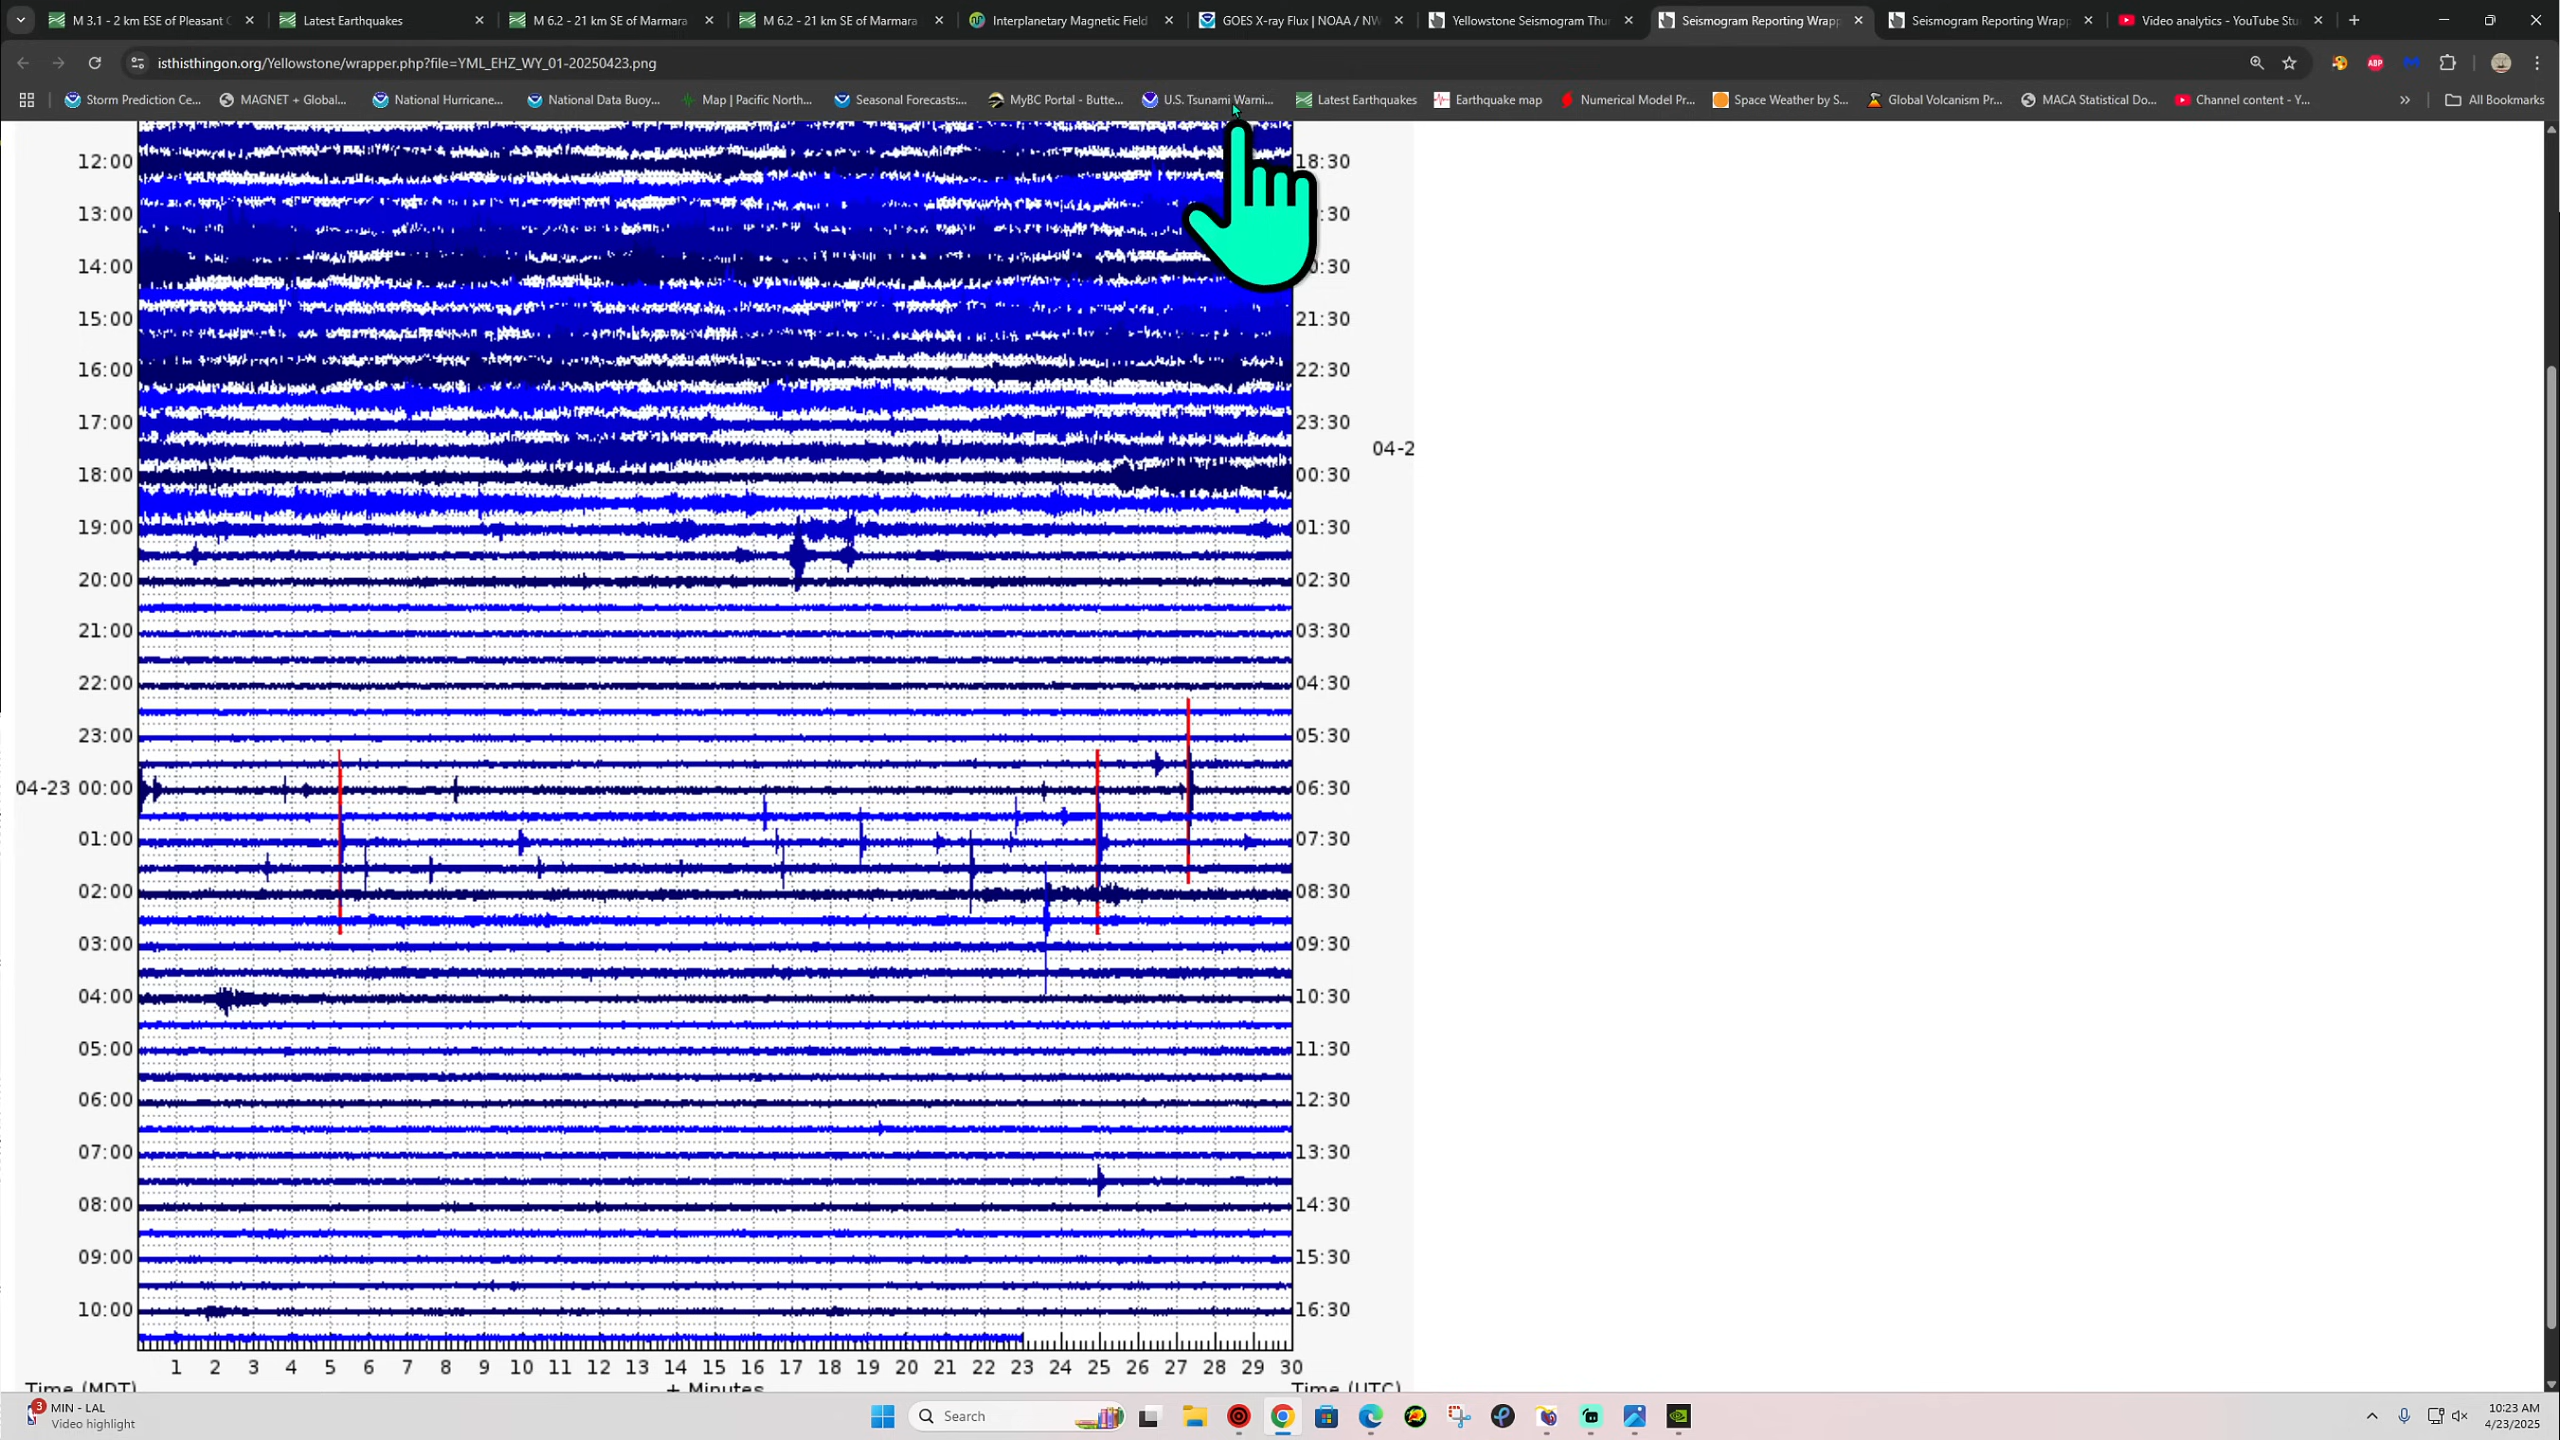 M 3.1 - 2 km ESE of Pleasant
Latest Earthquakes
M 6.2 - 21 km SE of Marmara
M 6.2 - 21 km SE of Marmara
Interplanetary Magnetic Field
GOES X-ray Flux | NOAA / NW
Yellowstone Seismogram Thu
Seismogram Reporting Wrapp
Seismogram Reporting Wrapp
Video analytics - YouTube Stu
isthisthingon.org/Yellowstone/wrapper.php?file=YML_EHZ_WY_01-20250423.png
ABP
Storm Prediction Ce...
MAGNET + Global...
National Hurricane...
National Data Buoy...
Map | Pacific North...
Seasonal Forecasts:...
MyBC Portal - Butte...
U.S. Tsunami Warni...
Latest Earthquakes
Earthquake map
Numerical Model Pr...
Space Weather by S...
Global Volcanism Pr...
MACA Statistical Do...
Channel content - Y...
All Bookmarks
12:00 18:30
13:00 :30
14:00 0:30
15:00 21:30
16:00 22:30
17:00 23:30
04-2
18:00 00:30
19:00 01:30
20:00 02:30
21:00 03:30
22:00 04:30
23:00 05:30
04-23 00:00 06:30
01:00 07:30
02:00 08:30
03:00 09:30
04:00 10:30
05:00 11:30
06:00 12:30
07:00 13:30
08:00 14:30
09:00 15:30
10:00 16:30
1 2 3 4 5 6 7 8 9 10 11 12 13 14 15 16 17 18 19 20 21 22 23 24 25 26 27 28 29 30
Time (MDT) + Minutes Time (UTC)
3
MIN - LAL
Video highlight
Search
10:23 AM
4/23/2025